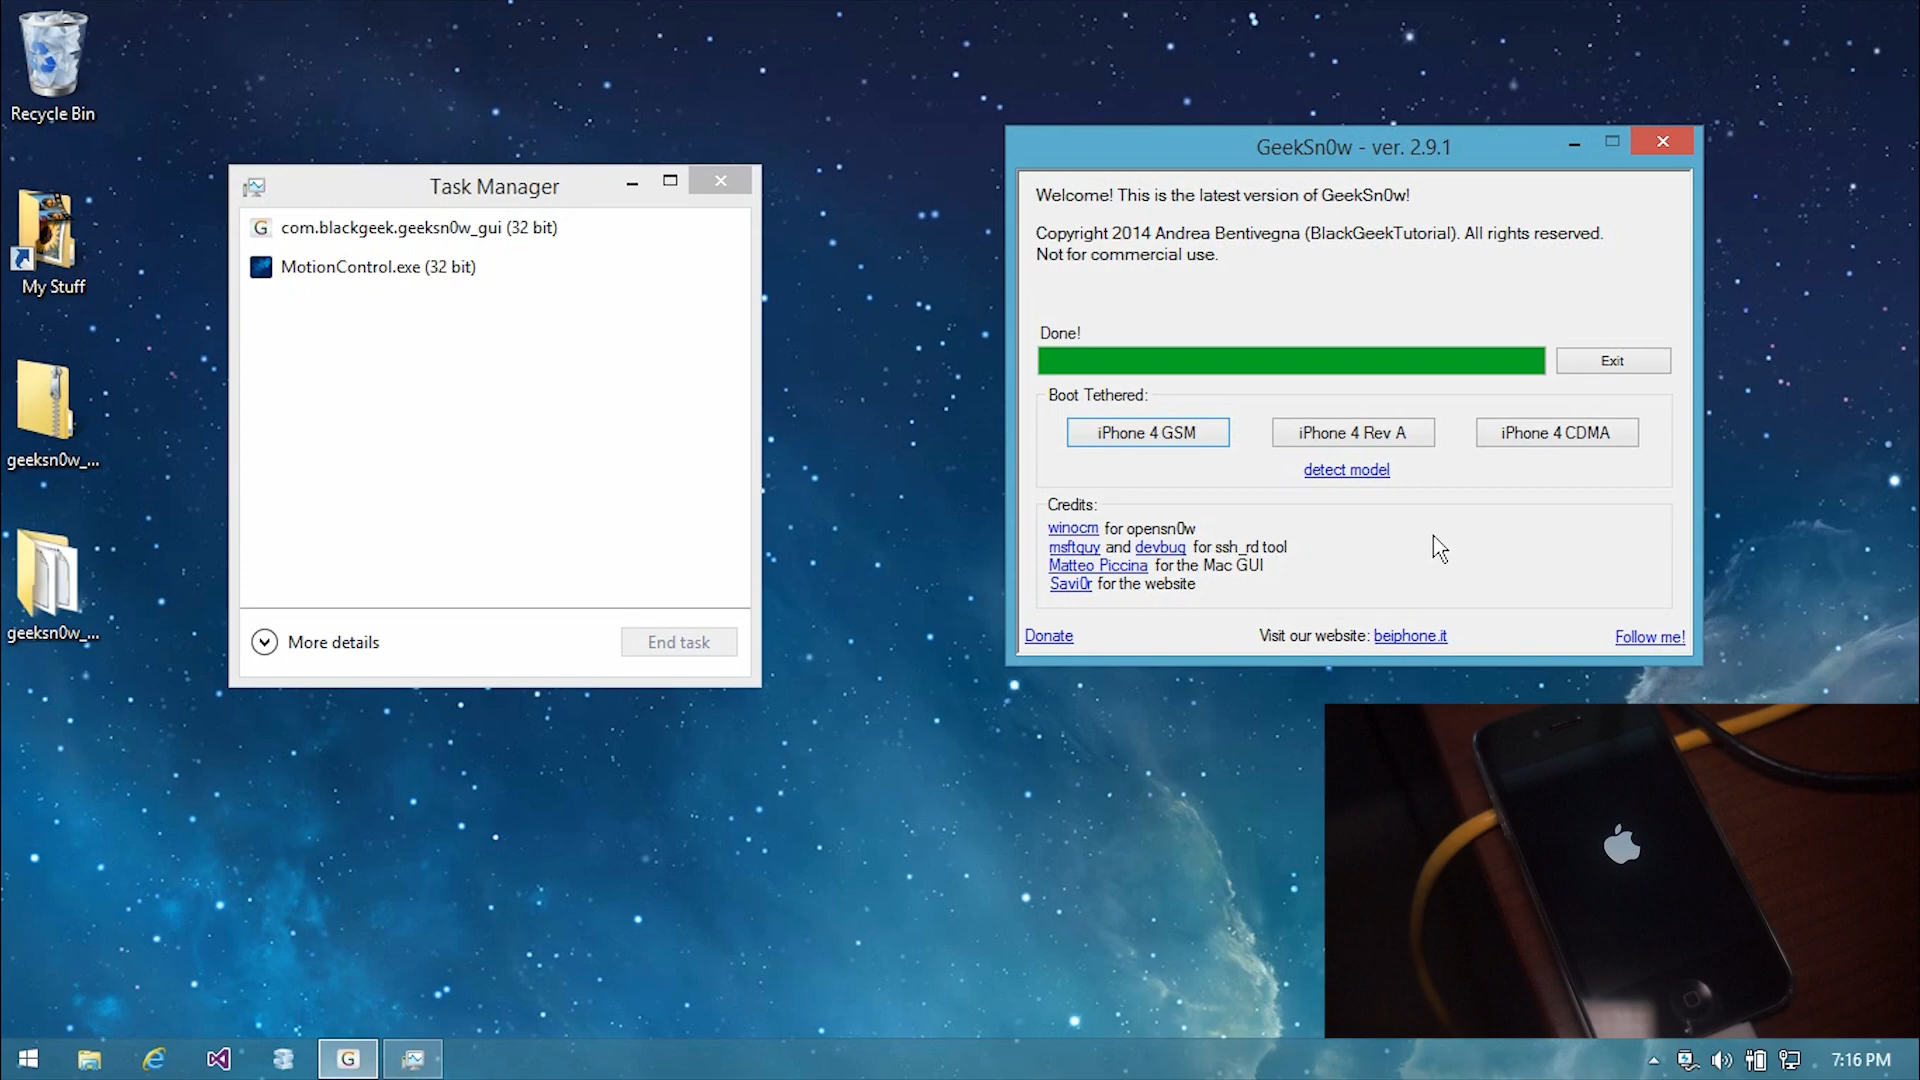 Recycle Bin
My Stuff
geeksn0w_...
geeksn0w_...
Task Manager
com.blackgeek.geeksn0w_gui (32 bit)
MotionControl.exe (32 bit)
More details
End task
GeekSn0w - ver. 2.9.1
Welcome! This is the latest version of GeekSn0w!
Copyright 2014 Andrea Bentivegna (BlackGeekTutorial). All rights reserved.
Not for commercial use.
Done!
Exit
Boot Tethered:
iPhone 4 GSM
iPhone 4 Rev A
iPhone 4 CDMA
detect model
Credits:
winocm for opensn0w
msftguy and devbug for ssh_rd tool
Matteo Piccina for the Mac GUI
Savi0r for the website
Donate
Visit our website: beiphone.it
Follow me!
G
7:16 PM